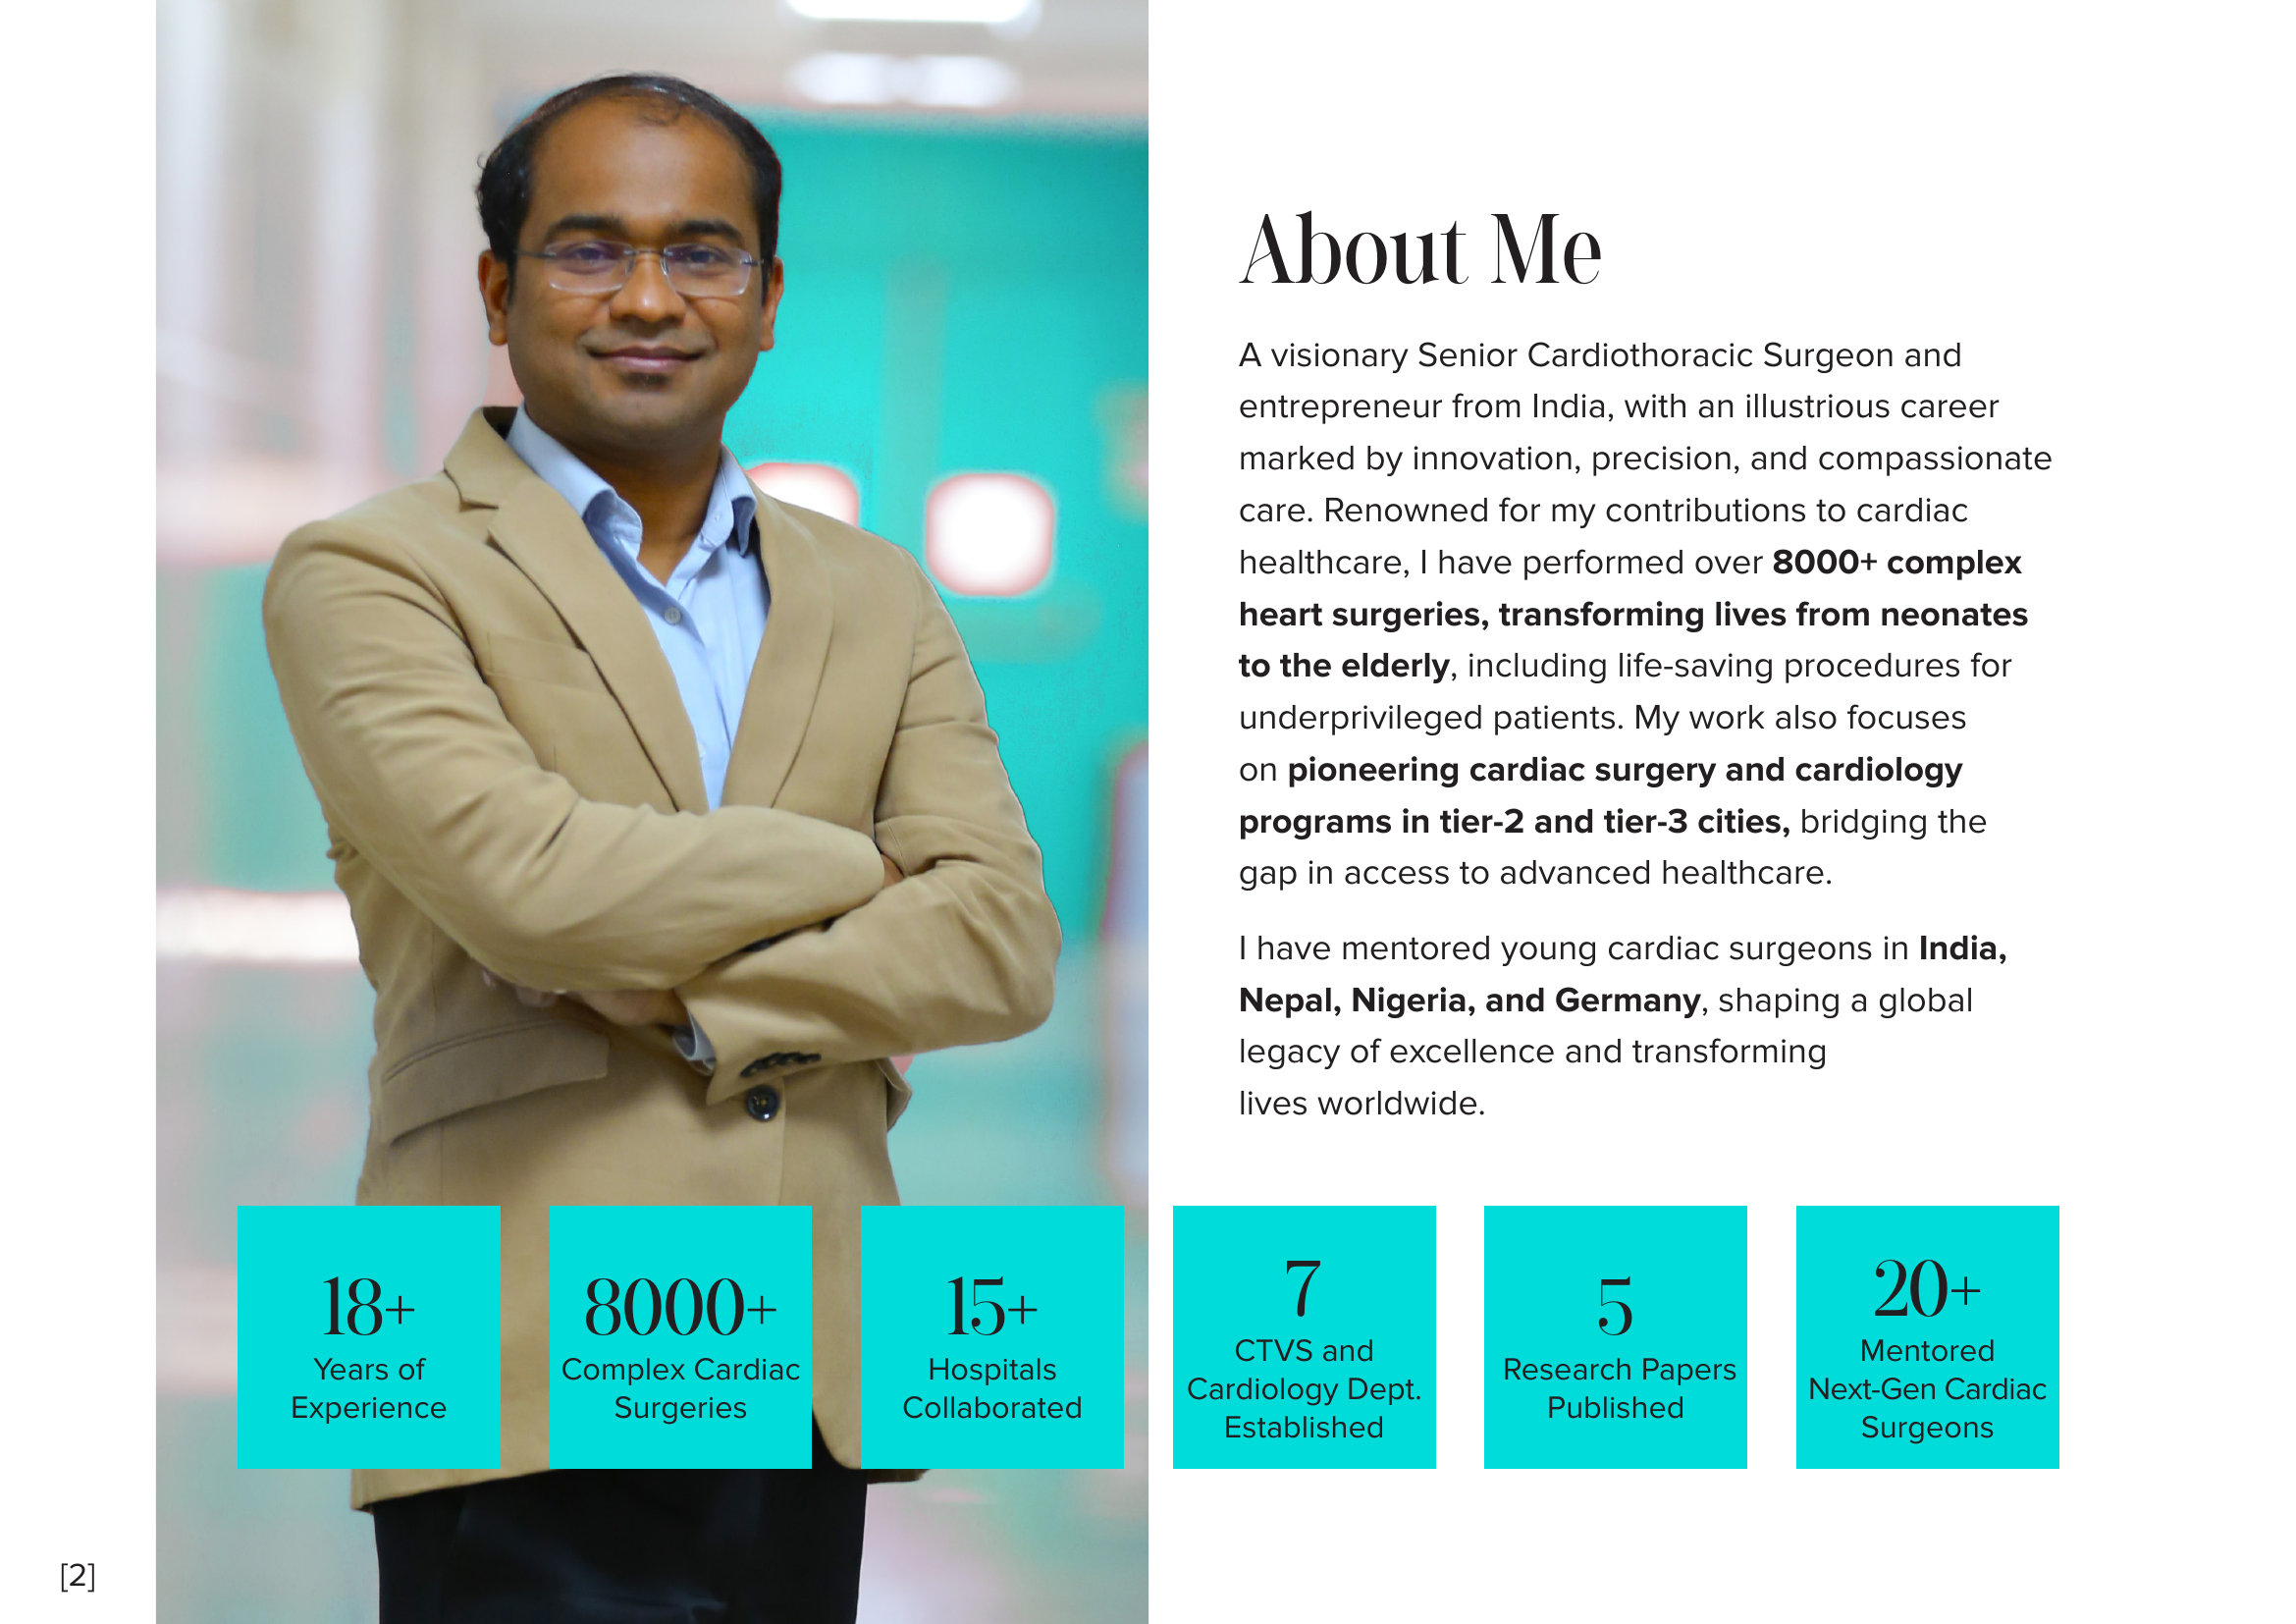 About Me
A visionary Senior Cardiothoracic Surgeon and
entrepreneur from India, with an illustrious career
marked by innovation, precision, and compassionate
care. Renowned for my contributions to cardiac
healthcare, I have performed over 8000+ complex
heart surgeries, transforming lives from neonates
to the elderly, including life-saving procedures for
underprivileged patients. My work also focuses
on pioneering cardiac surgery and cardiology
programs in tier-2 and tier-3 cities, bridging the
gap in access to advanced healthcare.
I have mentored young cardiac surgeons in India,
Nepal, Nigeria, and Germany, shaping a global
legacy of excellence and transforming
lives worldwide.
18+
Years of
Experience
8000+
Complex Cardiac
Surgeries
15+
Hospitals
Collaborated
7
CTVS and
Cardiology Dept.
Established
5
Research Papers
Published
20+
Mentored
Next-Gen Cardiac
Surgeons
[2]